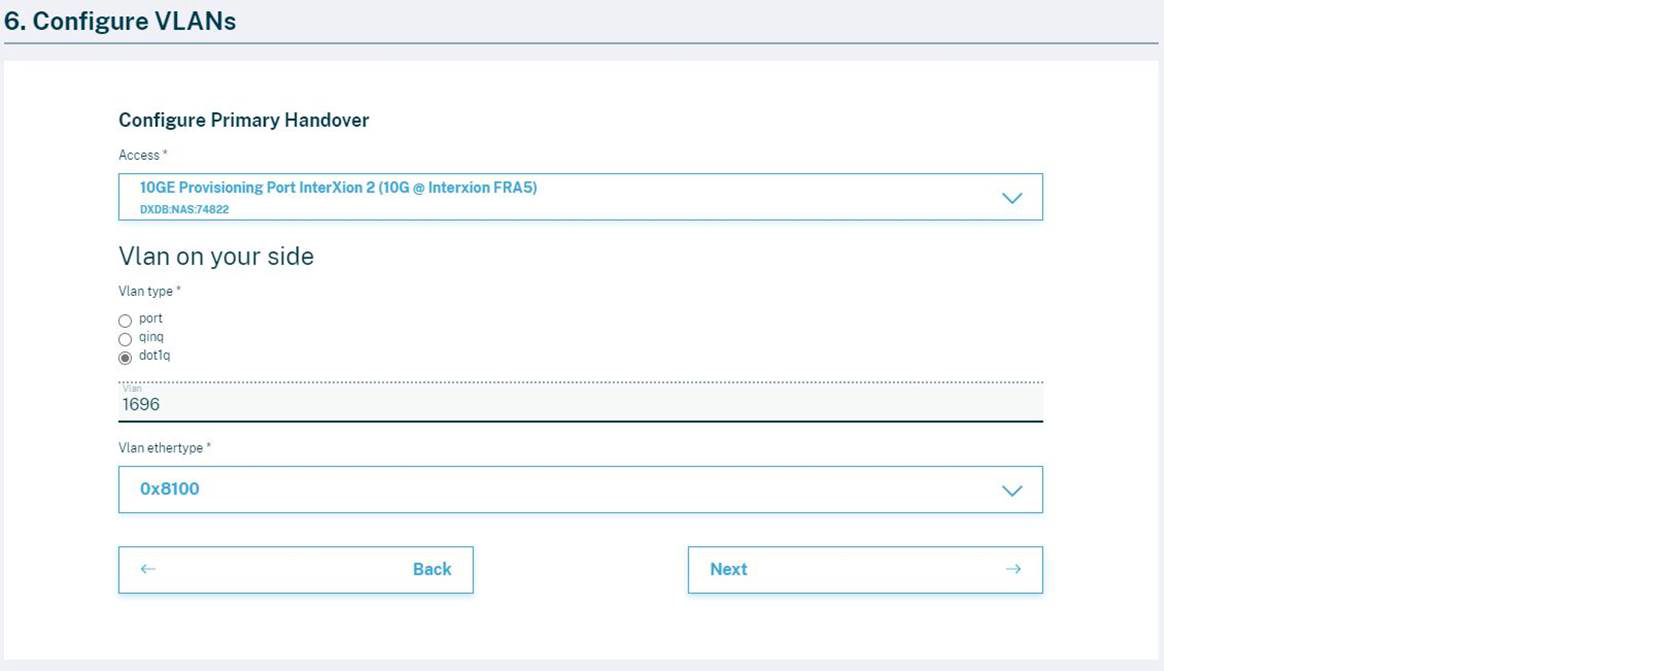 6. Configure VLANs
Configure Primary Handover
Access *
10GE Provisioning Port InterXion 2 (10G @ Interxion FRA5)
DXDB:NAS:74822
Vlan on your side
Vlan type *
port
qinq
dot1q
Vlan
1696
Vlan ethertype *
0x8100
← Back
Next →